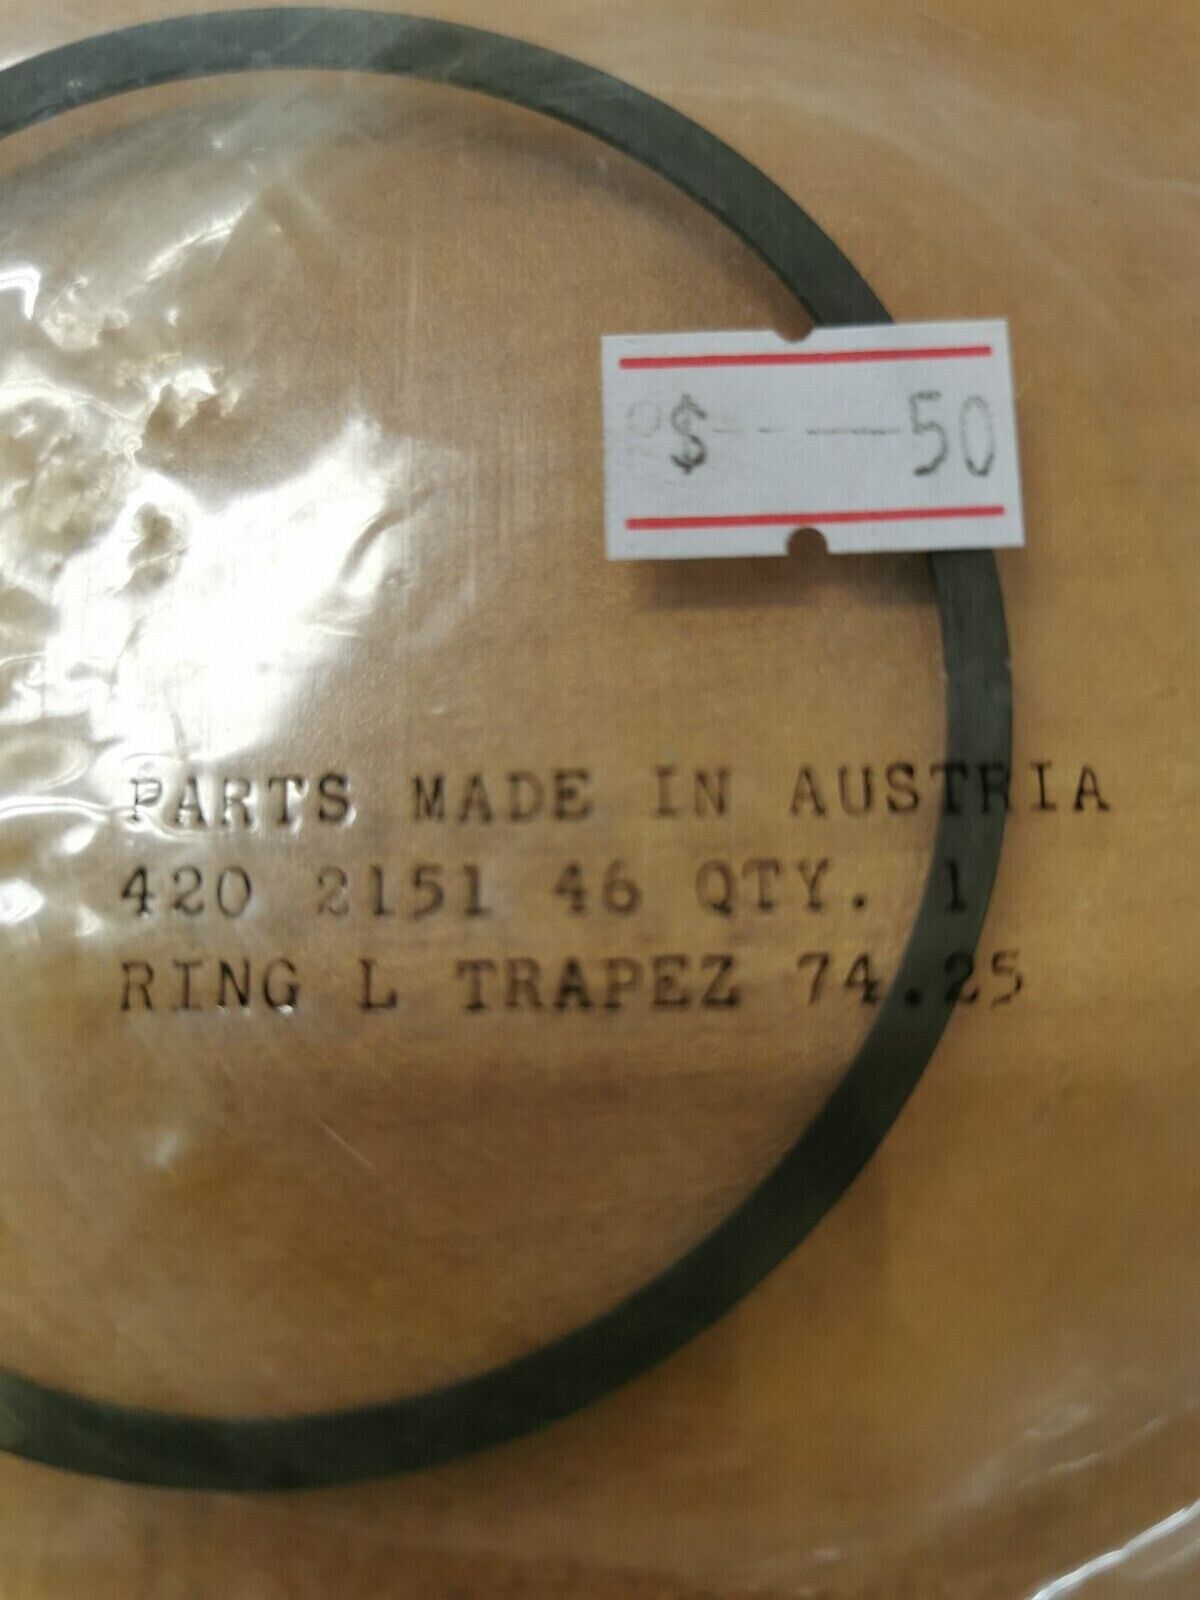 $ -- ---- 50
PARTS MADE IN AUSTRIA
420 2151 46 QTY. 1
RING L TRAPEZ 74.25